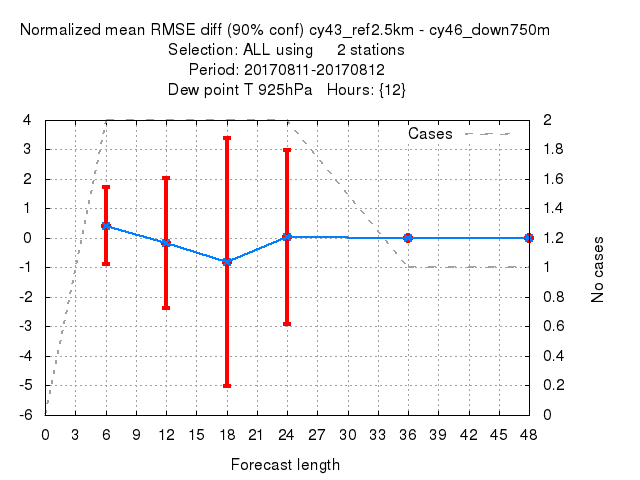 Normalized mean RMSE diff (90% conf) cy43_ref2.5km - cy46_down750m
Selection: ALL using 2 stations
Period: 20170811-20170812
Dew point T 925hPa Hours: {12}
Cases
4
3
2
1
0
-1
-2
-3
-4
-5
-6
2
1.8
1.6
1.4
1.2
1
0.8
0.6
0.4
0.2
0
No cases
0 3 6 9 12 15 18 21 24 27 30 33 36 39 42 45 48
Forecast length